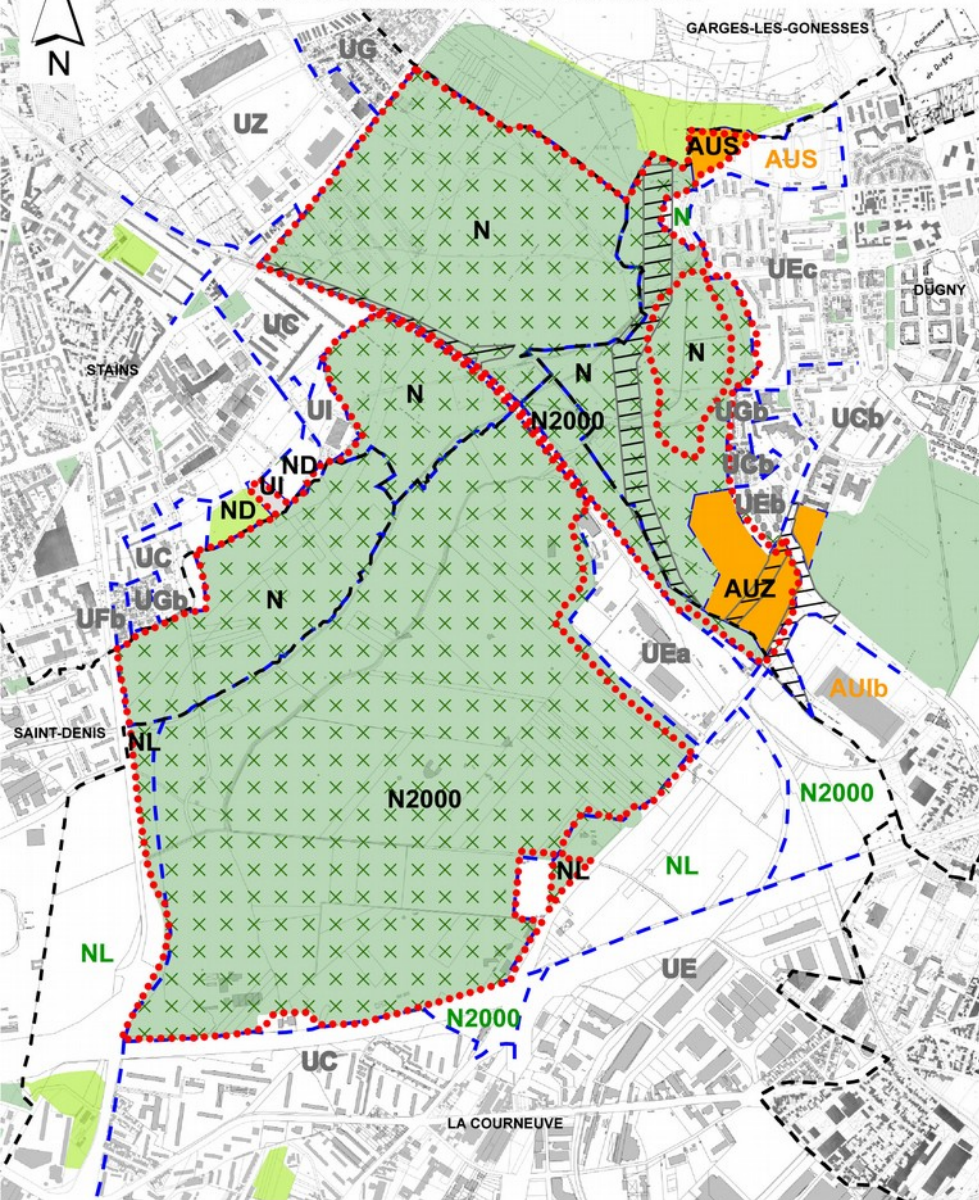 N
GARGES-LES-GONESSES
UG
UZ
AUS
AUS
N
N
UEc
DUGNY
UC
STAINS
N
N
N
UI
N2000
UGb
UCb
ND
UCb
UI
ND
UEb
UC
AUZ
UGb
N
UFb
UEa
AUIb
SAINT-DENIS
NL
N2000
N2000
NL
NL
NL
UE
N2000
UC
LA COURNEUVE